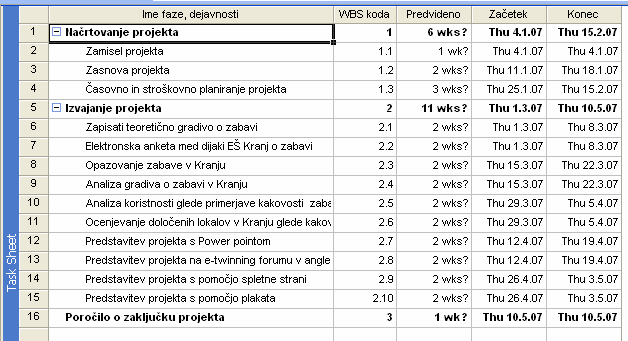 Ime faze, dejavnosti WBS koda Predvideno Začetek Konec
1 Načrtovanje projekta 1 6 wks? Thu 4.1.07 Thu 15.2.07
2 Zamisel projekta 1.1 1 wk? Thu 4.1.07 Thu 4.1.07
3 Zasnova projekta 1.2 2 wks? Thu 11.1.07 Thu 18.1.07
4 Časovno in stroškovno planiranje projekta 1.3 3 wks? Thu 25.1.07 Thu 15.2.07
5 Izvajanje projekta 2 11 wks? Thu 1.3.07 Thu 10.5.07
6 Zapisati teoretično gradivo o zabavi 2.1 2 wks? Thu 1.3.07 Thu 8.3.07
7 Elektronska anketa med dijaki EŠ Kranj o zabavi 2.2 2 wks? Thu 1.3.07 Thu 8.3.07
8 Opazovanje zabave v Kranju 2.3 2 wks? Thu 15.3.07 Thu 22.3.07
9 Analiza gradiva o zabavi v Kranju 2.4 2 wks? Thu 15.3.07 Thu 22.3.07
10 Analiza koristnosti glede primerjave kakovosti zaba 2.5 2 wks? Thu 29.3.07 Thu 5.4.07
11 Ocenjevanje določenih lokalov v Kranju glede kakov 2.6 2 wks? Thu 29.3.07 Thu 5.4.07
12 Predstavitev projekta s Power pointom 2.7 2 wks? Thu 12.4.07 Thu 19.4.07
13 Predstavitev projekta na e-twinning forumu v angle 2.8 2 wks? Thu 12.4.07 Thu 19.4.07
14 Predstavitev projekta s pomočjo spletne strani 2.9 2 wks? Thu 26.4.07 Thu 3.5.07
15 Predstavitev projekta s pomočjo plakata 2.10 2 wks? Thu 26.4.07 Thu 3.5.07
16 Poročilo o zaključku projekta 3 1 wk? Thu 10.5.07 Thu 10.5.07
Task Sheet